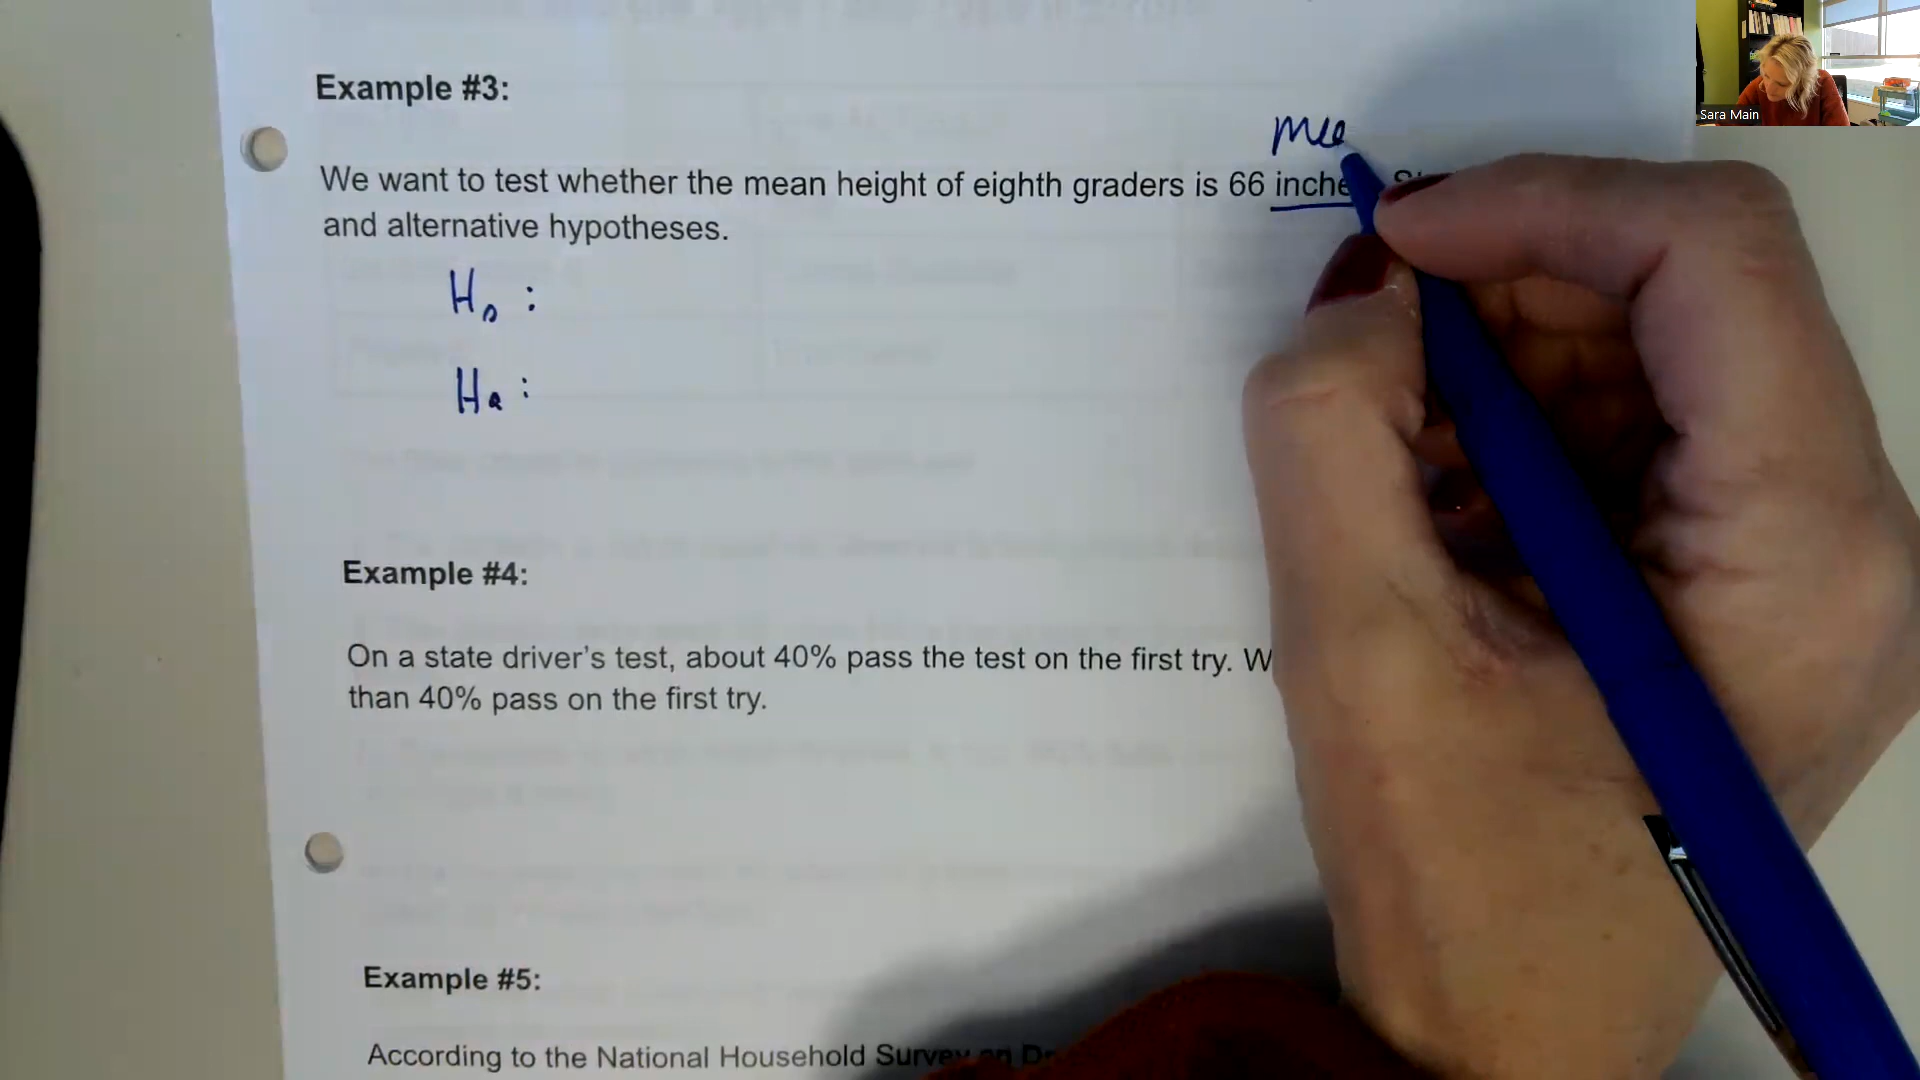 Sara Main
Example #3:
We want to test whether the mean height of eighth graders is 66 inche
and alternative hypotheses.
H₀ :
Hₐ :
Example #4:
On a state driver's test, about 40% pass the test on the first try. W
than 40% pass on the first try.
Example #5:
According to the National Household Survey on